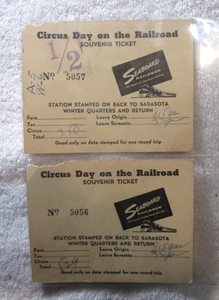 Circus Day on the Railroad
SOUVENIR TICKET
1/2
No 5057
SEABOARD
RAILROAD
STATION STAMPED ON BACK TO SARASOTA
WINTER QUARTERS AND RETURN
Fare
Leave Origin
Tax
Leave Sarasota
Circus
Good only on date stamped for one round trip
Circus Day on the Railroad
SOUVENIR TICKET
No 5056
SEABOARD
RAILROAD
STATION STAMPED ON BACK TO SARASOTA
WINTER QUARTERS AND RETURN
Fare
Leave Origin
Tax
Leave Sarasota
Circus
Good only on date stamped for one round trip